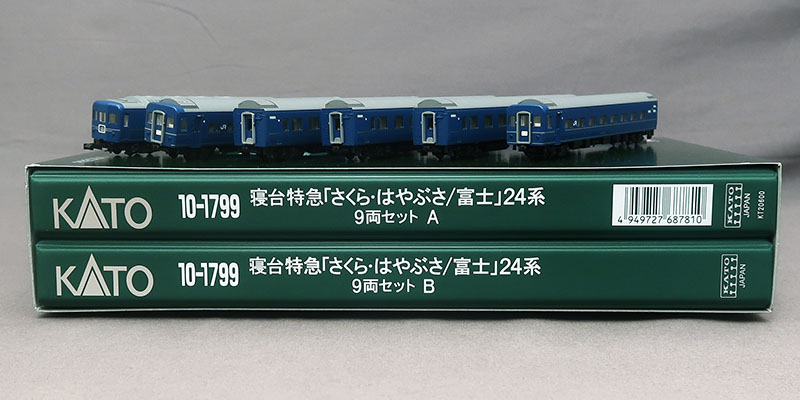 KATO 10-1799 寝台特急「さくら・はやぶさ/富士」24系
9両セット A
4 949727 687810
KATO
JAPAN
KT20600
KATO 10-1799 寝台特急「さくら・はやぶさ/富士」24系
9両セット B
KATO
JAPAN